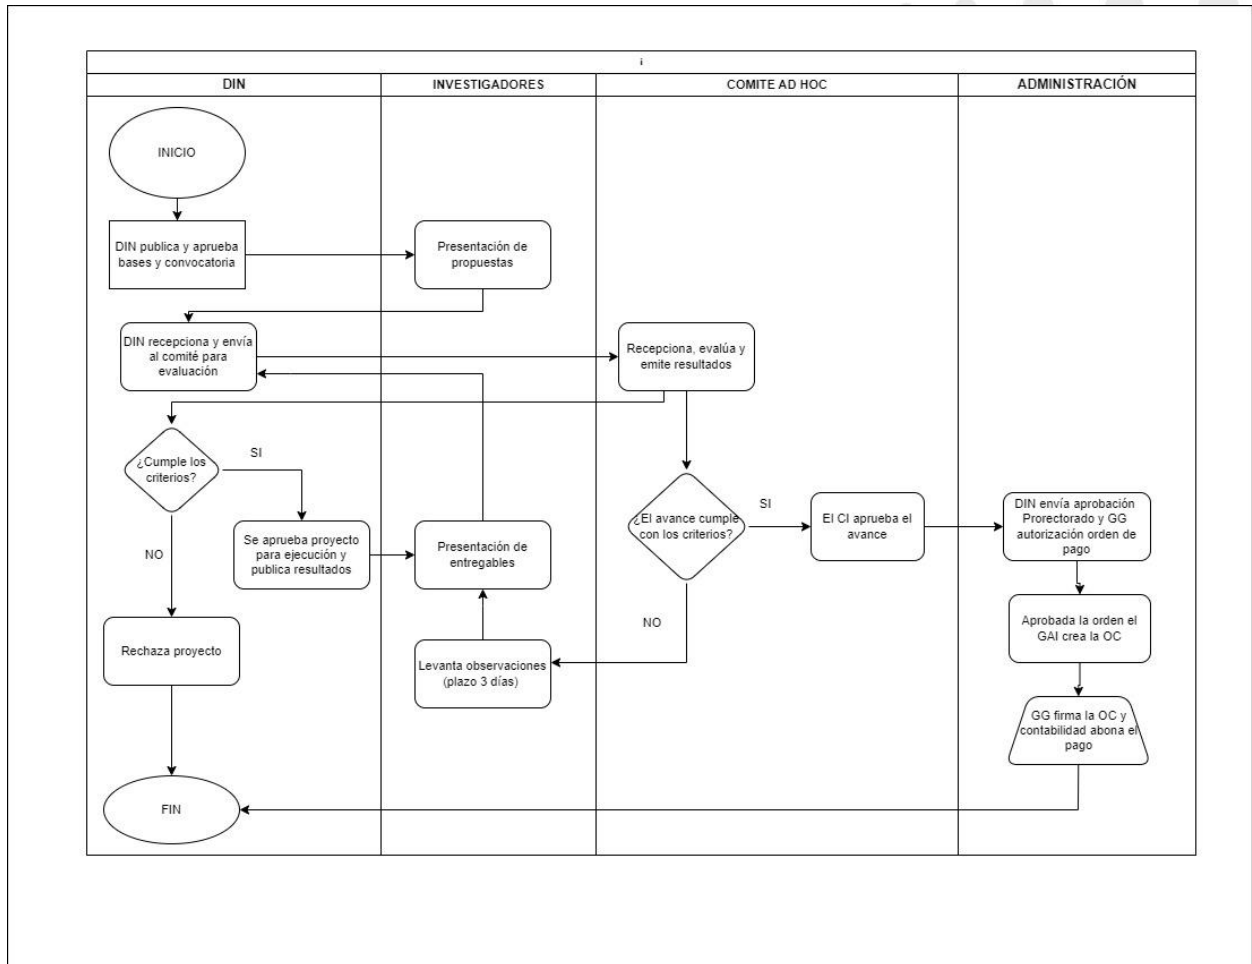 i
DIN
INVESTIGADORES
COMITE AD HOC
ADMINISTRACIÓN
INICIO
DIN publica y aprueba
bases y convocatoria
Presentación de
propuestas
DIN recepciona y envía
al comité para
evaluación
Recepciona, evalúa y
emite resultados
¿Cumple los
criterios?
SI
¿El avance cumple
con los criterios?
SI
El CI aprueba el
avance
DIN envía aprobación
Prorectorado y GG
autorización orden de
pago
NO
Se aprueba proyecto
para ejecución y
publica resultados
Presentación de
entregables
NO
Rechaza proyecto
Levanta observaciones
(plazo 3 días)
Aprobada la orden el
GAI crea la OC
GG firma la OC y
contabilidad abona el
pago
FIN